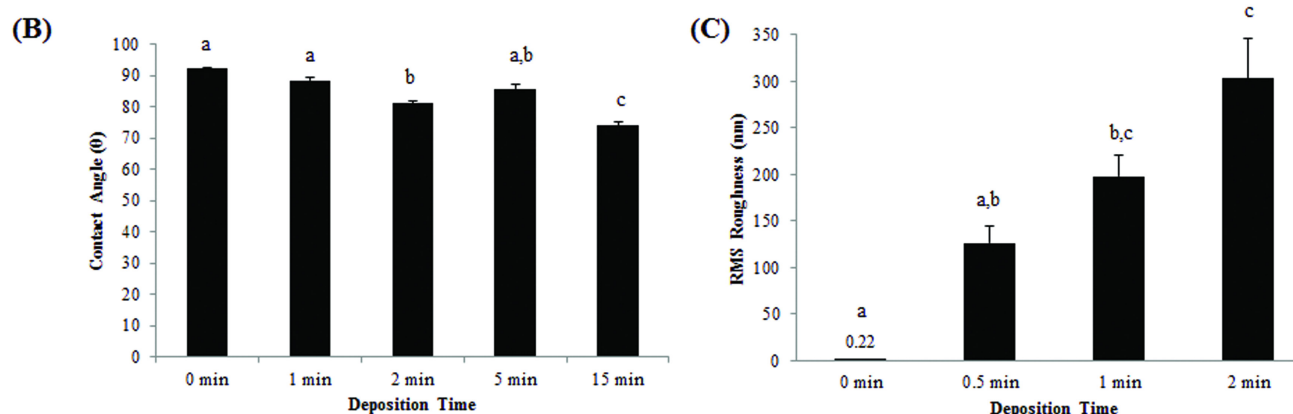 (B)
100
90
80
70
60
50
40
30
20
10
0
Contact Angle (θ)
a
a
b
a,b
c
0 min
1 min
2 min
5 min
15 min
Deposition Time
(C)
350
300
250
200
150
100
50
0
RMS Roughness (nm)
a
0.22
a,b
b,c
c
0 min
0.5 min
1 min
2 min
Deposition Time